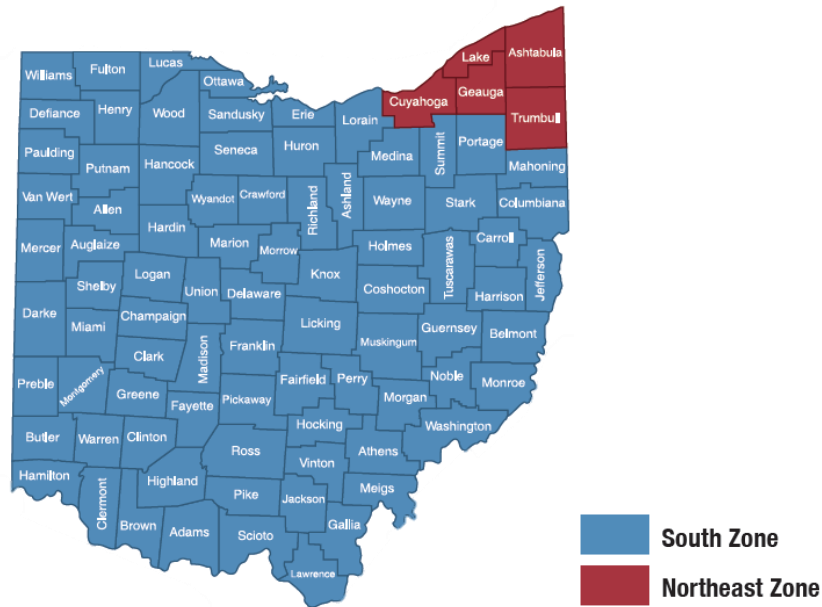 Williams
Fulton
Lucas
Ottawa
Lake
Ashtabula
Geauga
Cuyahoga
Trumbull
Defiance
Henry
Wood
Sandusky
Erie
Lorain
Paulding
Putnam
Hancock
Seneca
Huron
Medina
Summit
Portage
Mahoning
Van Wert
Allen
Wyandot
Crawford
Richland
Ashland
Wayne
Stark
Columbiana
Mercer
Auglaize
Hardin
Marion
Morrow
Holmes
Tuscarawas
Carroll
Jefferson
Logan
Union
Delaware
Knox
Coshocton
Harrison
Shelby
Darke
Miami
Champaign
Licking
Muskingum
Guernsey
Belmont
Clark
Madison
Franklin
Preble
Montgomery
Greene
Fayette
Pickaway
Fairfield
Perry
Morgan
Noble
Monroe
Butler
Warren
Clinton
Ross
Hocking
Athens
Washington
Hamilton
Clermont
Brown
Highland
Adams
Pike
Scioto
Vinton
Jackson
Meigs
Gallia
Lawrence
South Zone
Northeast Zone